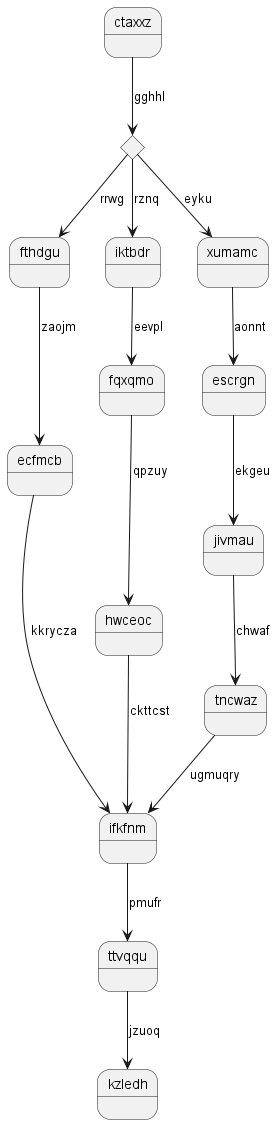 ctaxxz
gghhl
rrwg
rznq
eyku
fthdgu
iktbdr
xumamc
zaojm
eevpl
aonnt
fqxqmo
escrgn
ecfmcb
qpzuy
ekgeu
jivmau
hwceoc
kkrycza
chwaf
tncwaz
ckttcst
ugmuqry
ifkfnm
pmufr
ttvqqu
jzuoq
kzledh